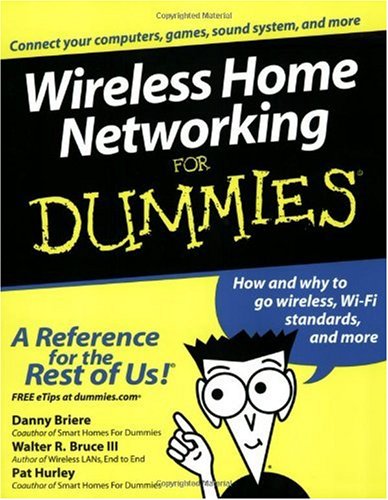 Copyrighted Material
Connect your computers, games, sound system, and more
Wireless Home
Networking
FOR
DUMMIES®
How and why to
go wireless, Wi-Fi
standards,
and more
A Reference
for the
Rest of Us!®
FREE eTips at dummies.com®
Danny Briere
Coauthor of Smart Homes For Dummies
Walter R. Bruce III
Author of Wireless LANs, End to End
Pat Hurley
Coauthor of Smart Homes For Dummies
Copyrighted Material